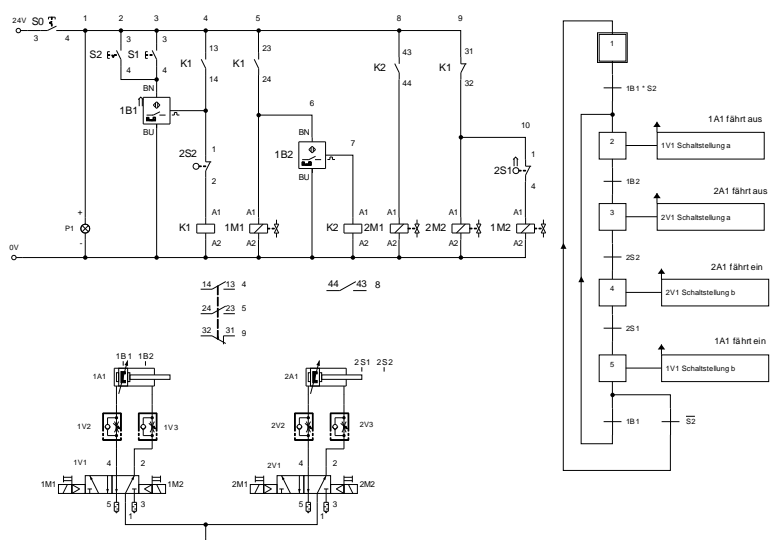 24V S0 3 4
1 2 3 4 5 8 9
S2 3 4
S1 3 4
K1 13 14
K1 23 24
K2 43 44
K1 31 32
BN
1B1
BU
6
BN
1B2
BU
7
10
2S2 1 2
2S1 1 4
+
P1
-
K1 A1 A2
1M1 A1 A2
K2 A1 A2
2M1 A1 A2
2M2 A1 A2
1M2 A1 A2
0V
14 13 4
24 23 5
32 31 9
44 43 8
1B1 1B2
1A1
1V2 1V3
1V1 4 2
1M1 1M2
5 3
1
2S1 2S2
2A1
2V2 2V3
2V1 4 2
2M1 2M2
5 3
1
1
1B1 * S2
1A1 fährt aus
2 1V1 Schaltstellung a
1B2
2A1 fährt aus
3 2V1 Schaltstellung a
2S2
2A1 fährt ein
4 2V1 Schaltstellung b
2S1
1A1 fährt ein
5 1V1 Schaltstellung b
1B1 S2